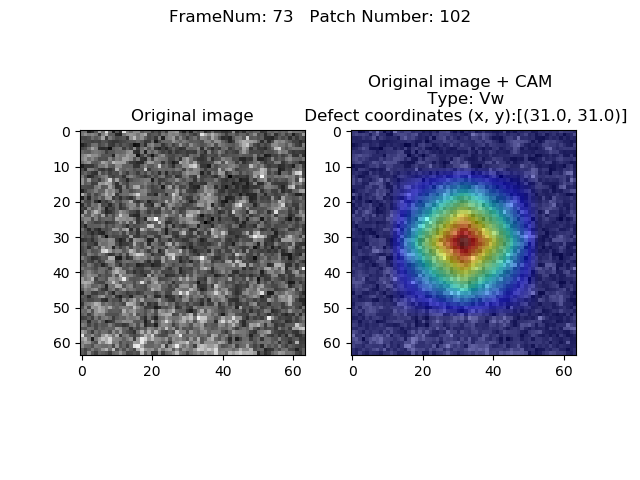 FrameNum: 73   Patch Number: 102
Original image
Original image + CAM
Type: Vw
Defect coordinates (x, y):[(31.0, 31.0)]
0
10
20
30
40
50
60
0 20 40 60
0
10
20
30
40
50
60
0 20 40 60